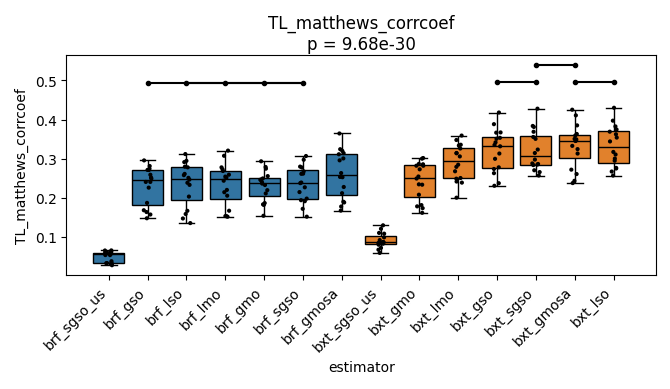 TL_matthews_corrcoef
p = 9.68e-30
TL_matthews_corrcoef
0.5
0.4
0.3
0.2
0.1
brf_sgso_us
brf_gso
brf_lso
brf_lmo
brf_gmo
brf_sgso
brf_gmosa
bxt_sgso_us
bxt_gmo
bxt_lmo
bxt_gso
bxt_sgso
bxt_gmosa
bxt_lso
estimator